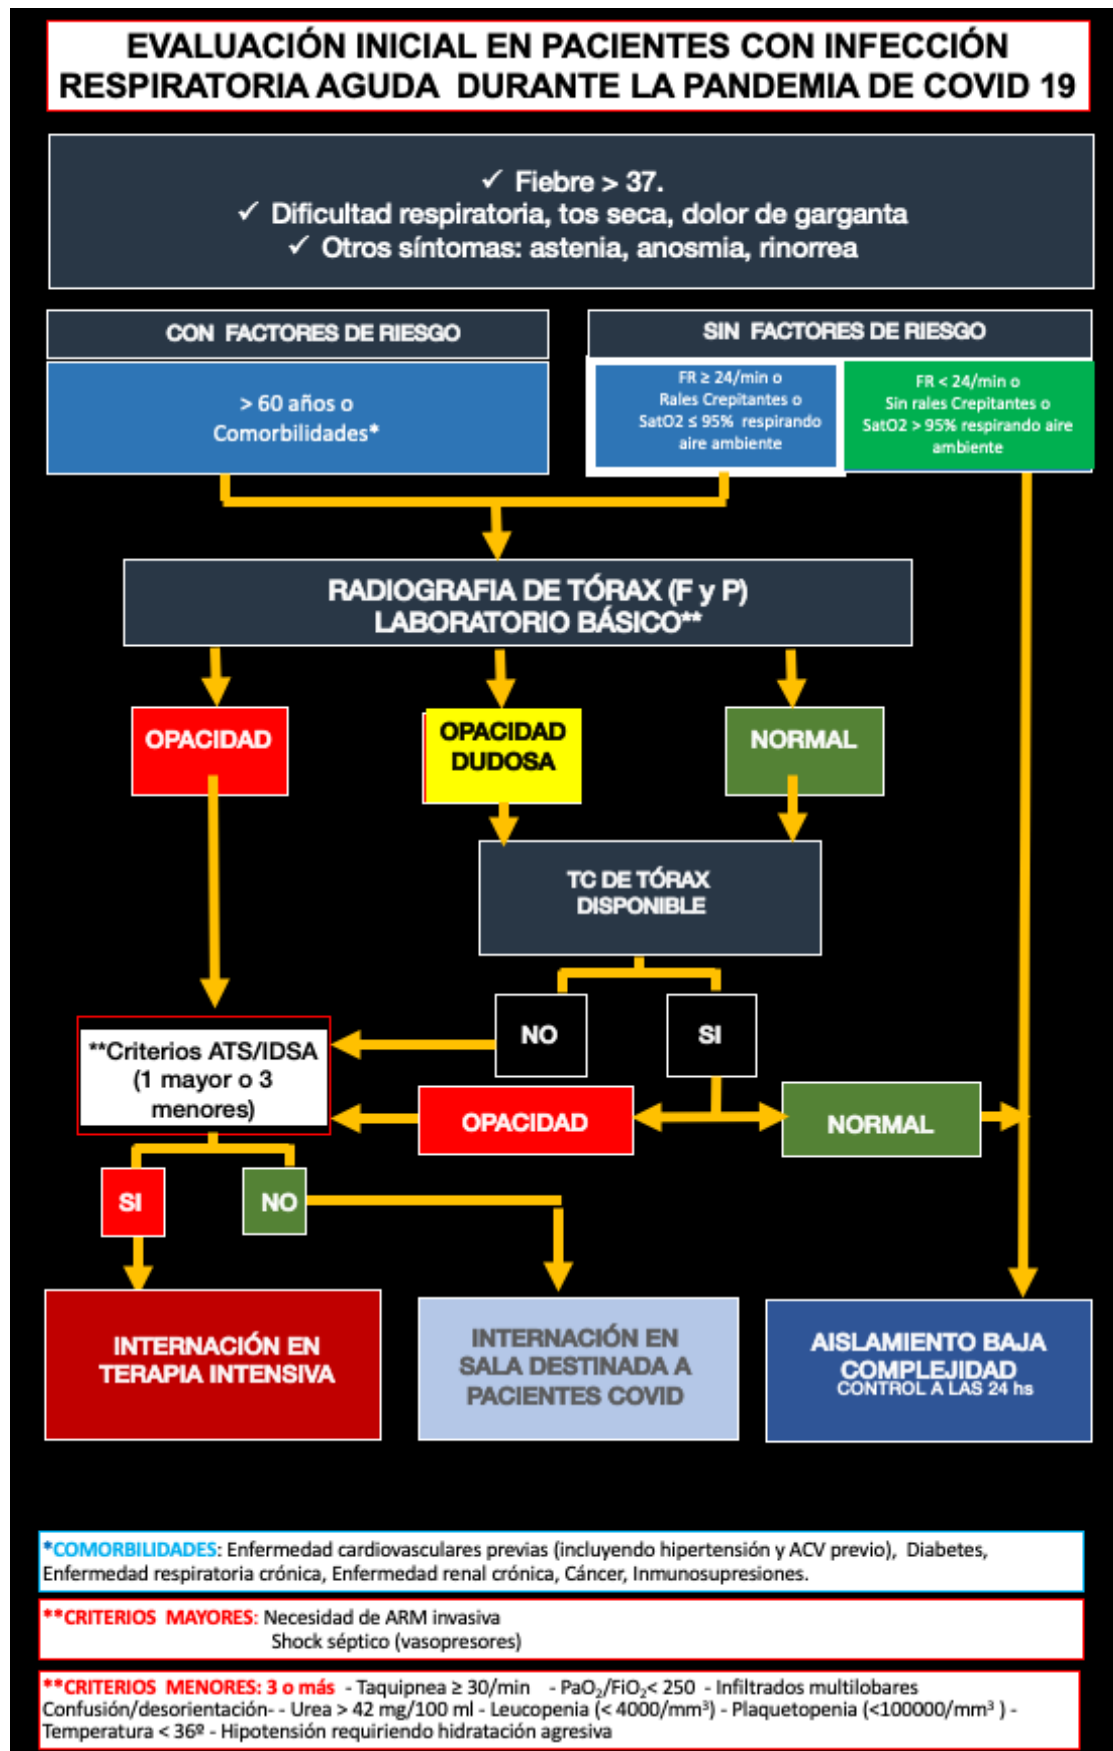 EVALUACIÓN INICIAL EN PACIENTES CON INFECCIÓN
RESPIRATORIA AGUDA DURANTE LA PANDEMIA DE COVID 19
✓ Fiebre > 37.
✓ Dificultad respiratoria, tos seca, dolor de garganta
✓ Otros síntomas: astenia, anosmia, rinorrea
CON FACTORES DE RIESGO
> 60 años o
Comorbilidades*
SIN FACTORES DE RIESGO
FR ≥ 24/min o
Rales Crepitantes o
SatO2 ≤ 95% respirando
aire ambiente
FR < 24/min o
Sin rales Crepitantes o
SatO2 > 95% respirando aire
ambiente
RADIOGRAFIA DE TÓRAX (F y P)
LABORATORIO BÁSICO**
OPACIDAD
OPACIDAD
DUDOSA
NORMAL
TC DE TÓRAX
DISPONIBLE
NO
SI
**Criterios ATS/IDSA
(1 mayor o 3
menores)
OPACIDAD
NORMAL
SI
NO
INTERNACIÓN EN
TERAPIA INTENSIVA
INTERNACIÓN EN
SALA DESTINADA A
PACIENTES COVID
AISLAMIENTO BAJA
COMPLEJIDAD
CONTROL A LAS 24 hs
*COMORBILIDADES: Enfermedad cardiovasculares previas (incluyendo hipertensión y ACV previo), Diabetes,
Enfermedad respiratoria crónica, Enfermedad renal crónica, Cáncer, Inmunosupresiones.
**CRITERIOS MAYORES: Necesidad de ARM invasiva
Shock séptico (vasopresores)
**CRITERIOS MENORES: 3 o más - Taquipnea ≥ 30/min - PaO₂/FiO₂< 250 - Infiltrados multilobares
Confusión/desorientación- - Urea > 42 mg/100 ml - Leucopenia (< 4000/mm³) - Plaquetopenia (<100000/mm³ ) -
Temperatura < 36º - Hipotensión requiriendo hidratación agresiva